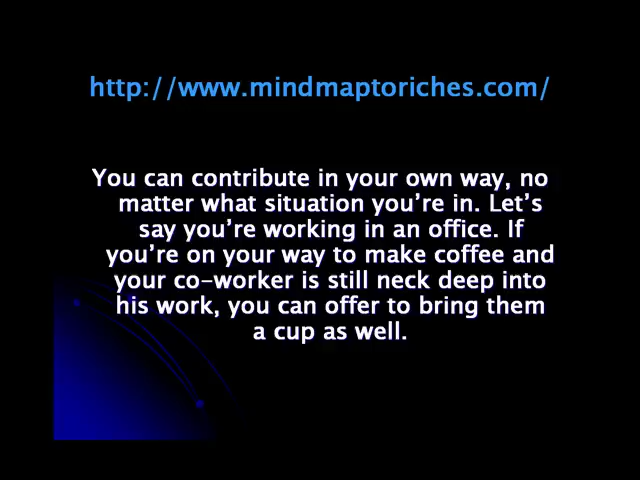 http://www.mindmaptoriches.com/
You can contribute in your own way, no
matter what situation you’re in. Let’s
say you’re working in an office. If
you’re on your way to make coffee and
your co-worker is still neck deep into
his work, you can offer to bring them
a cup as well.